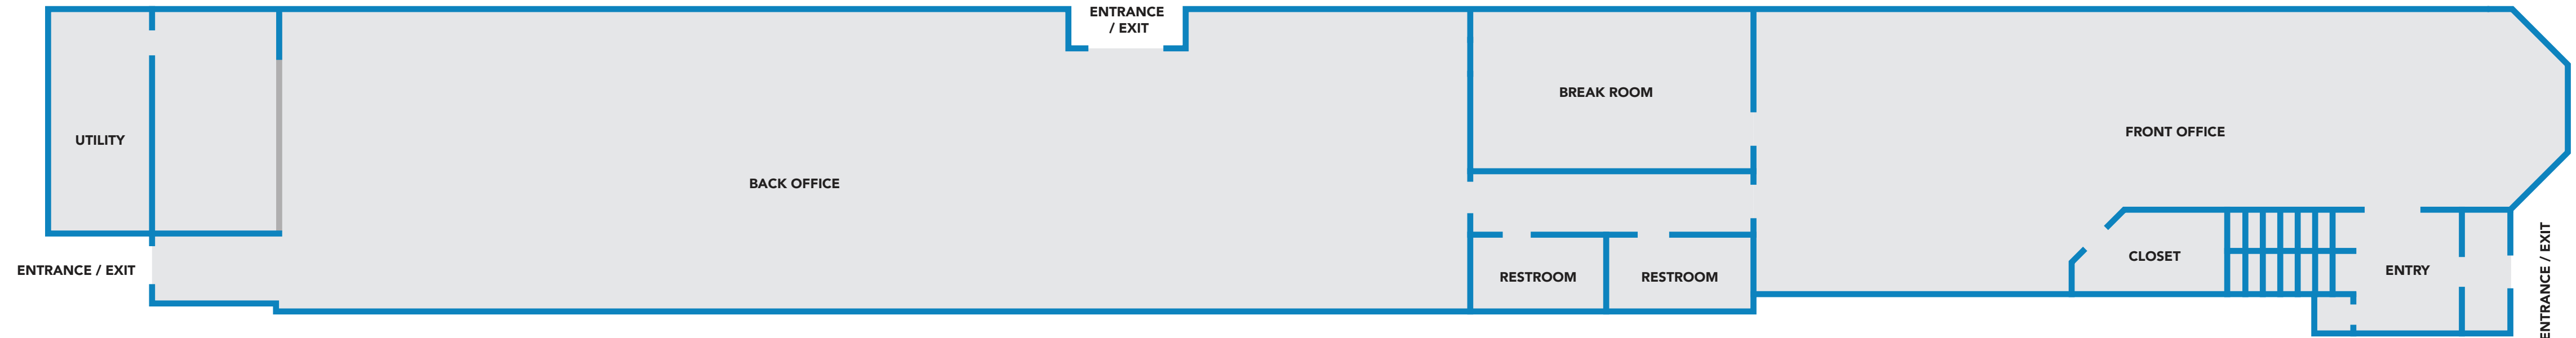 ENTRANCE
/ EXIT
BREAK ROOM
FRONT OFFICE
UTILITY
BACK OFFICE
ENTRANCE / EXIT
RESTROOM
RESTROOM
CLOSET
ENTRY
ENTRANCE / EXIT